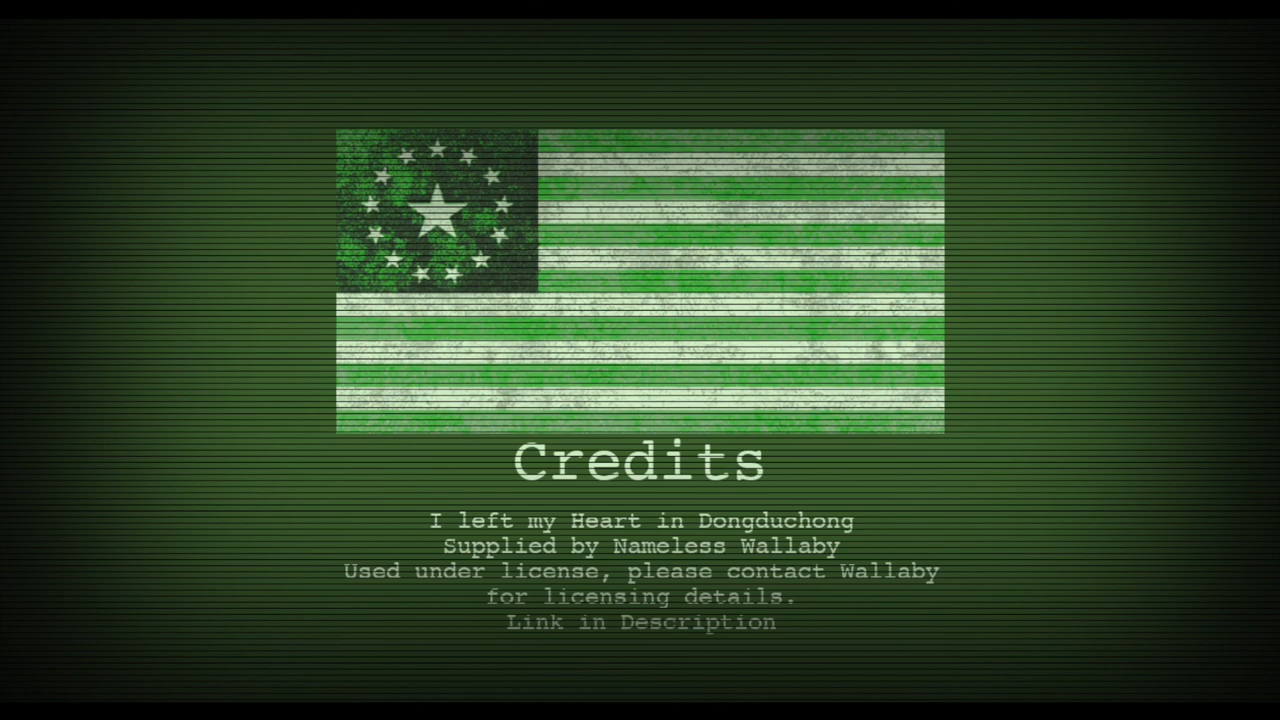 Credits
I left my Heart in Dongduchong
Supplied by Nameless Wallaby
Used under license, please contact Wallaby
for licensing details.
Link in Description